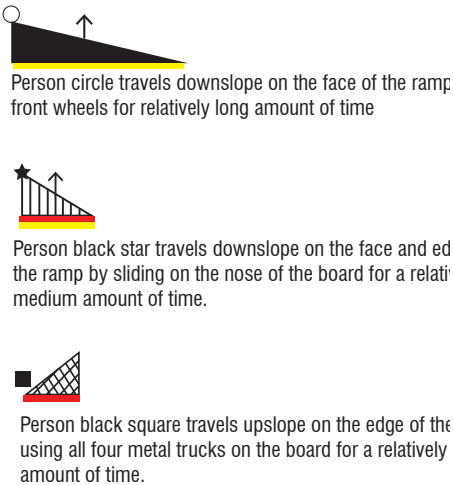 Person circle travels downslope on the face of the ramp
front wheels for relatively long amount of time
Person black star travels downslope on the face and
the ramp by sliding on the nose of the board for a
medium amount of time.
Person black square travels upslope on the edge of the
using all four metal trucks on the board for a relatively
amount of time.